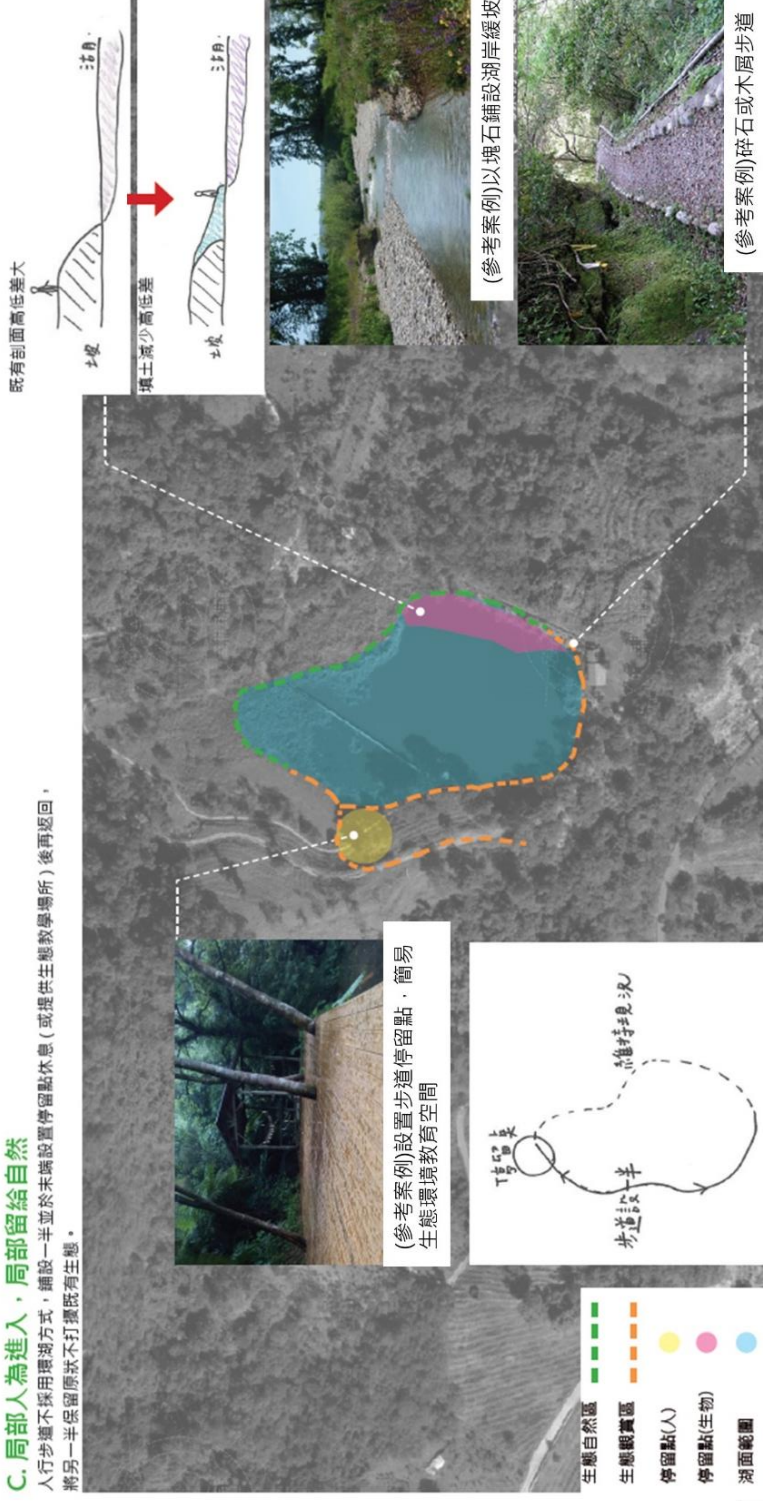 C. 局部人為進入，局部留給自然
人行步道不採用環湖方式，鋪設一半並於末端設置停留點休息(或提供生態教學場所)後再返回，
將另一半保留原狀不打擾既有生態。
既有剖面高低差大
坡
沽月.
填土減少高低差
坡
沽月.
(參考案例)以塊石鋪設湖岸緩坡
(參考案例)碎石或木屑步道
(參考案例)設置步道停留點，簡易
生態環境教育空間
停留点
步道設一半
維持現況
生態自然區
生態觀賞區
停留點(人)
停留點(生物)
湖面範圍